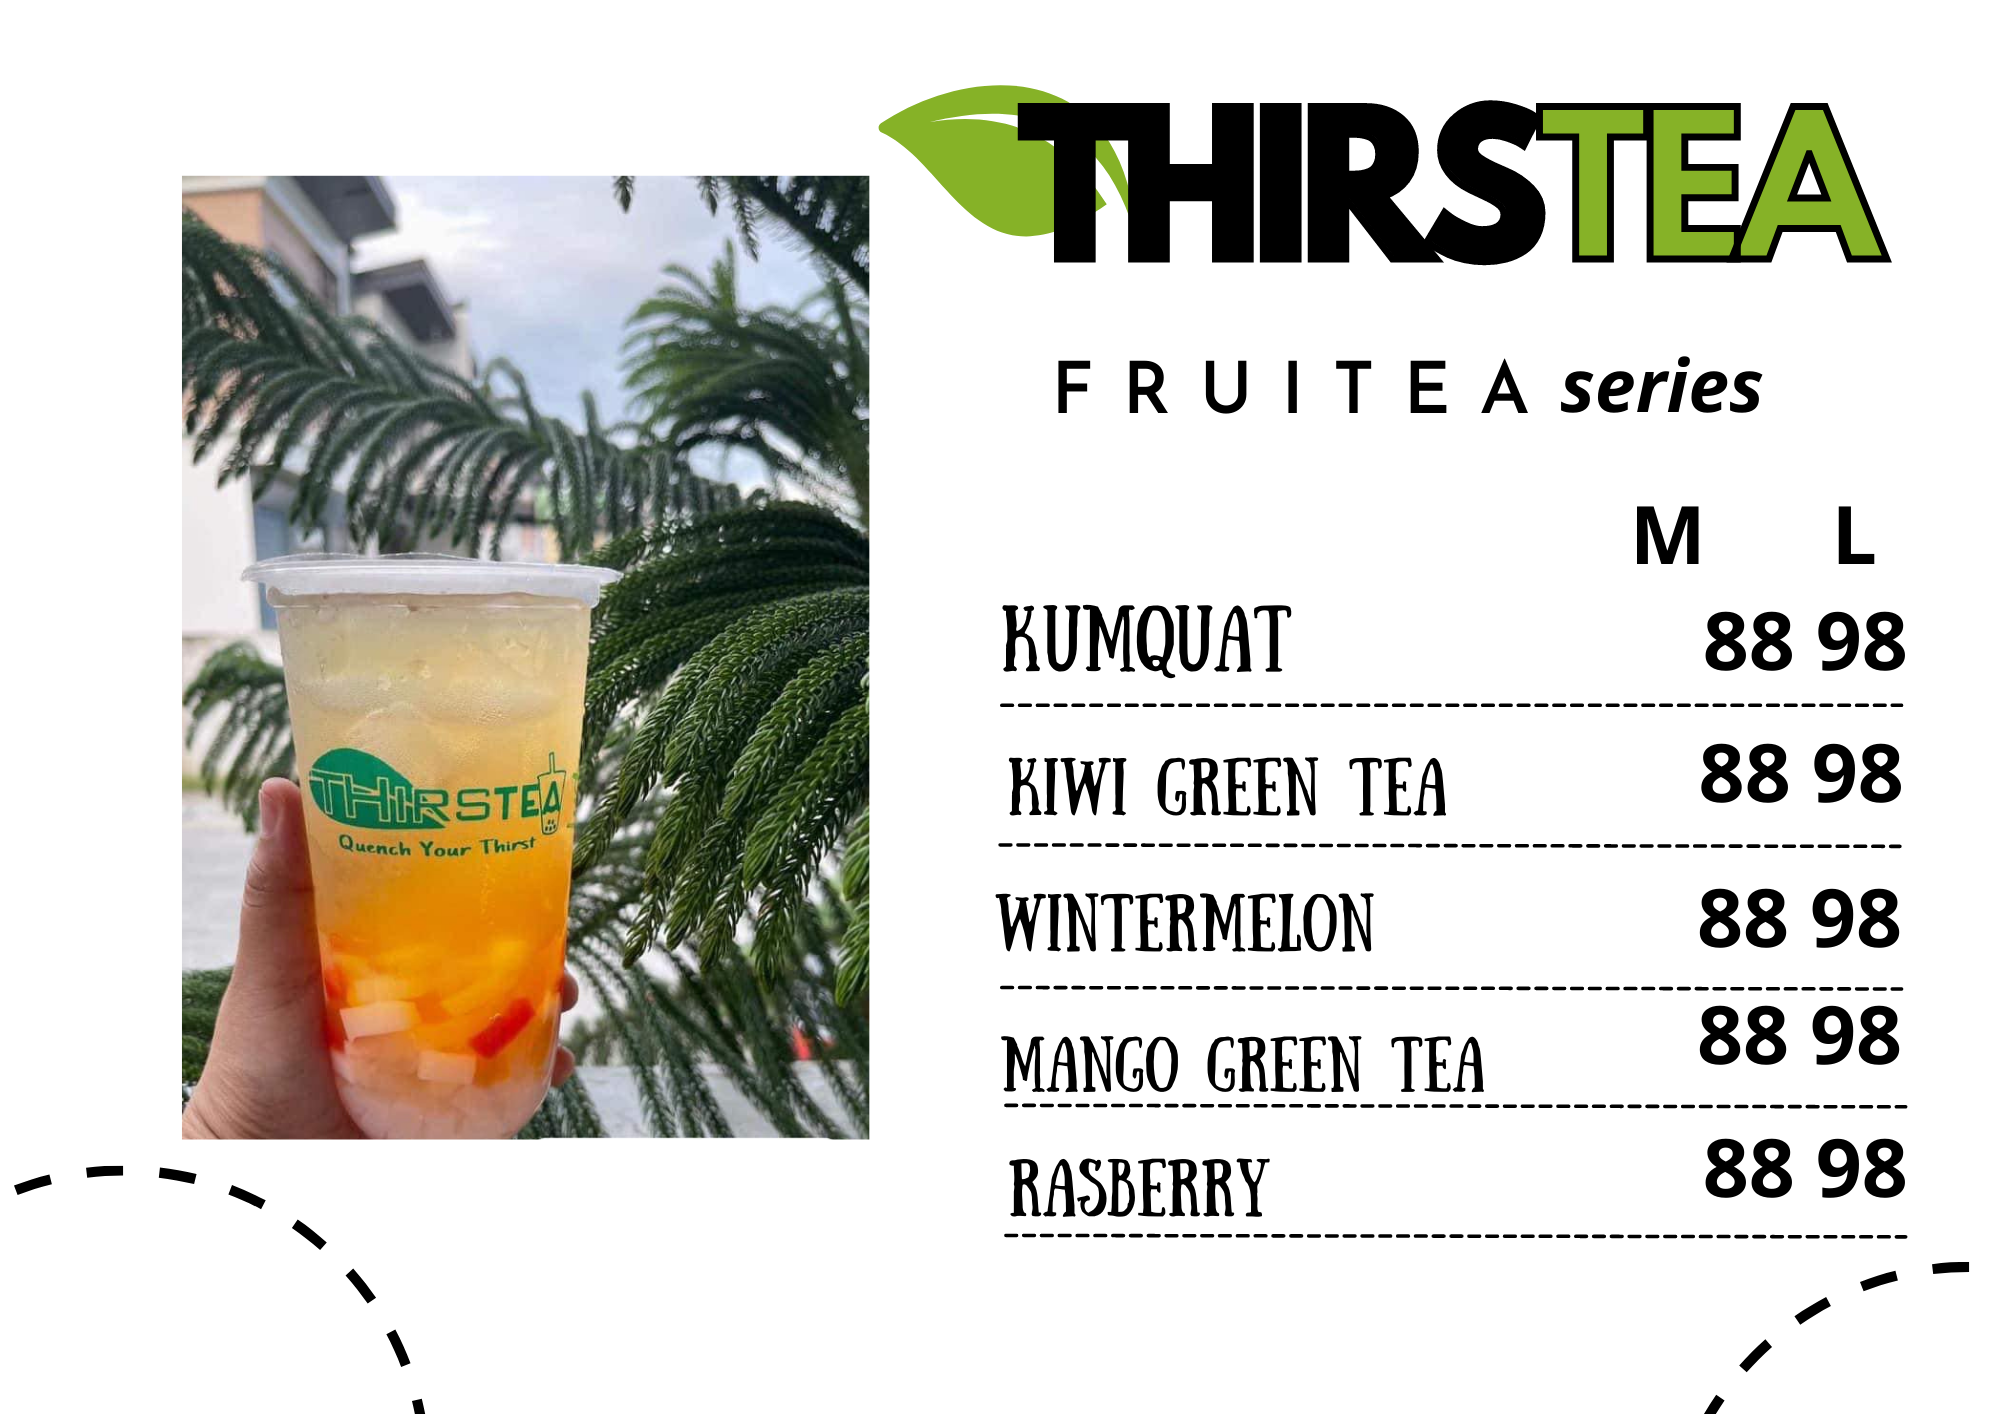 THIRSTEA
FRUITEA series
M L
KUMQUAT 88 98
KIWI GREEN TEA 88 98
WINTERMELON 88 98
MANGO GREEN TEA 88 98
RASBERRY 88 98
THIRSTEA
Quench Your Thirst